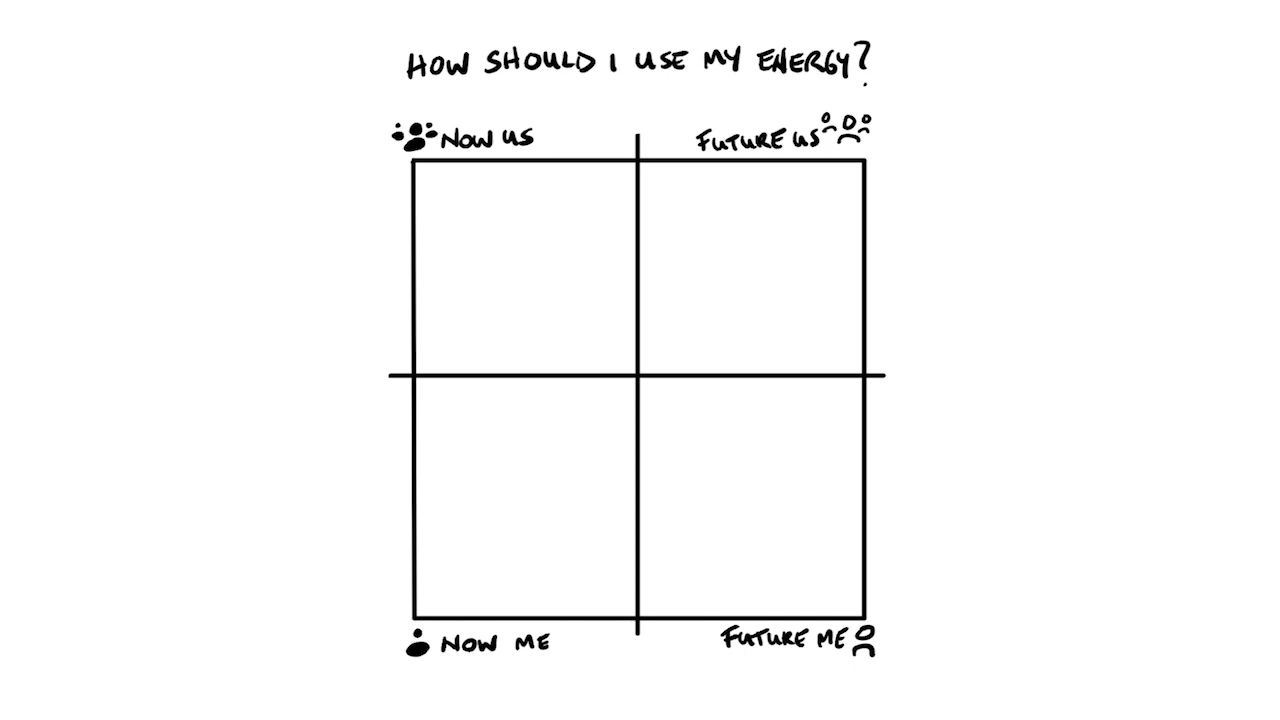 HOW SHOULD I USE MY ENERGY?
NOW US
FUTURE US
NOW ME
FUTURE ME